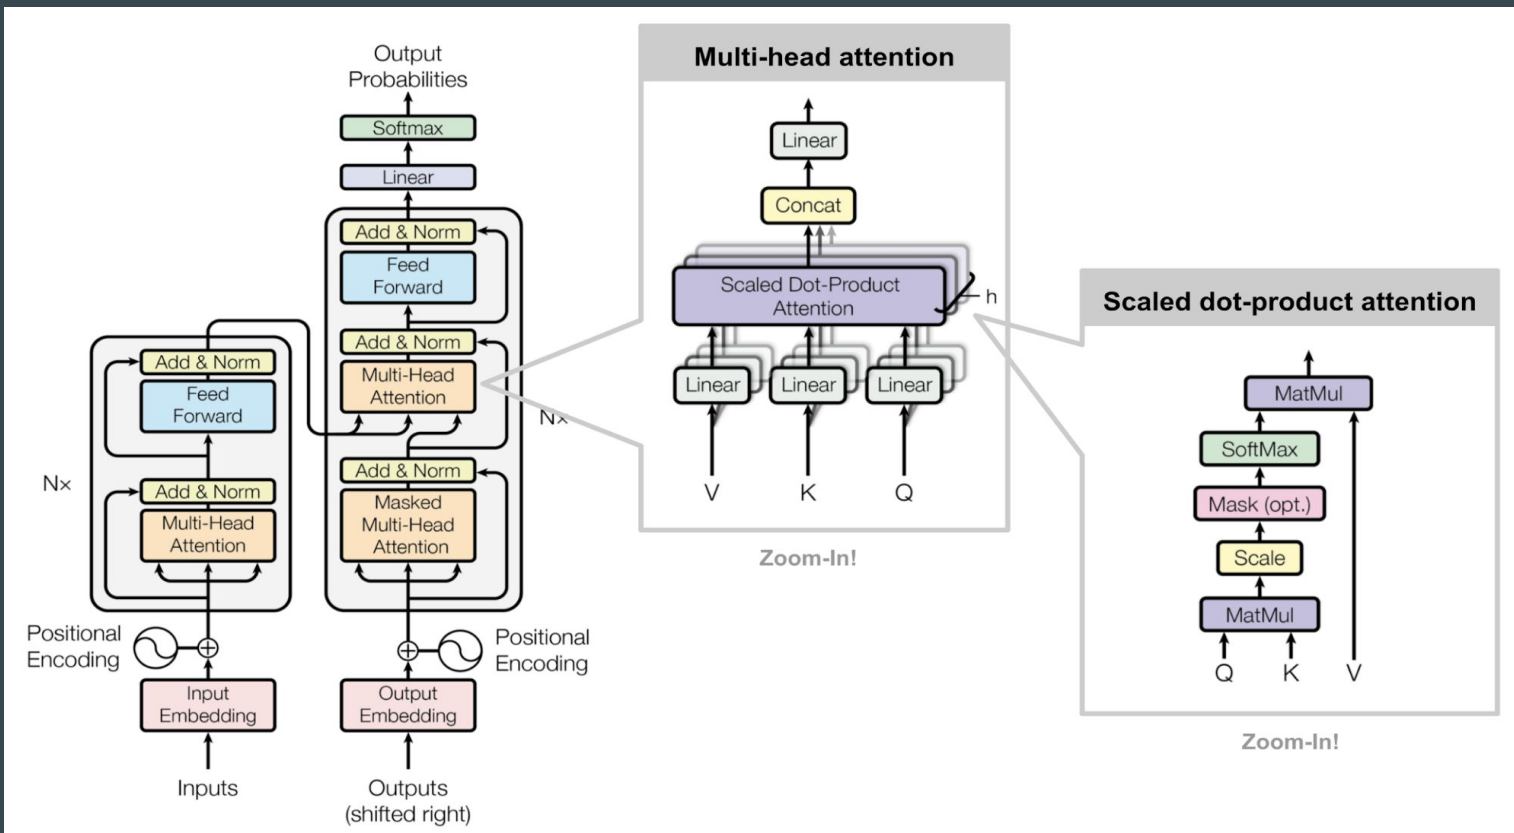 Output
Probabilities
Softmax
Linear
Add & Norm
Feed
Forward
Add & Norm
Multi-Head
Attention
Add & Norm
Masked
Multi-Head
Attention
Nx
Positional
Encoding
Output
Embedding
Outputs
(shifted right)
Add & Norm
Feed
Forward
Add & Norm
Multi-Head
Attention
Nx
Positional
Encoding
Input
Embedding
Inputs
Multi-head attention
Linear
Concat
Scaled Dot-Product
Attention
h
Linear Linear Linear
V K Q
Zoom-In!
Scaled dot-product attention
MatMul
SoftMax
Mask (opt.)
Scale
MatMul
Q K V
Zoom-In!